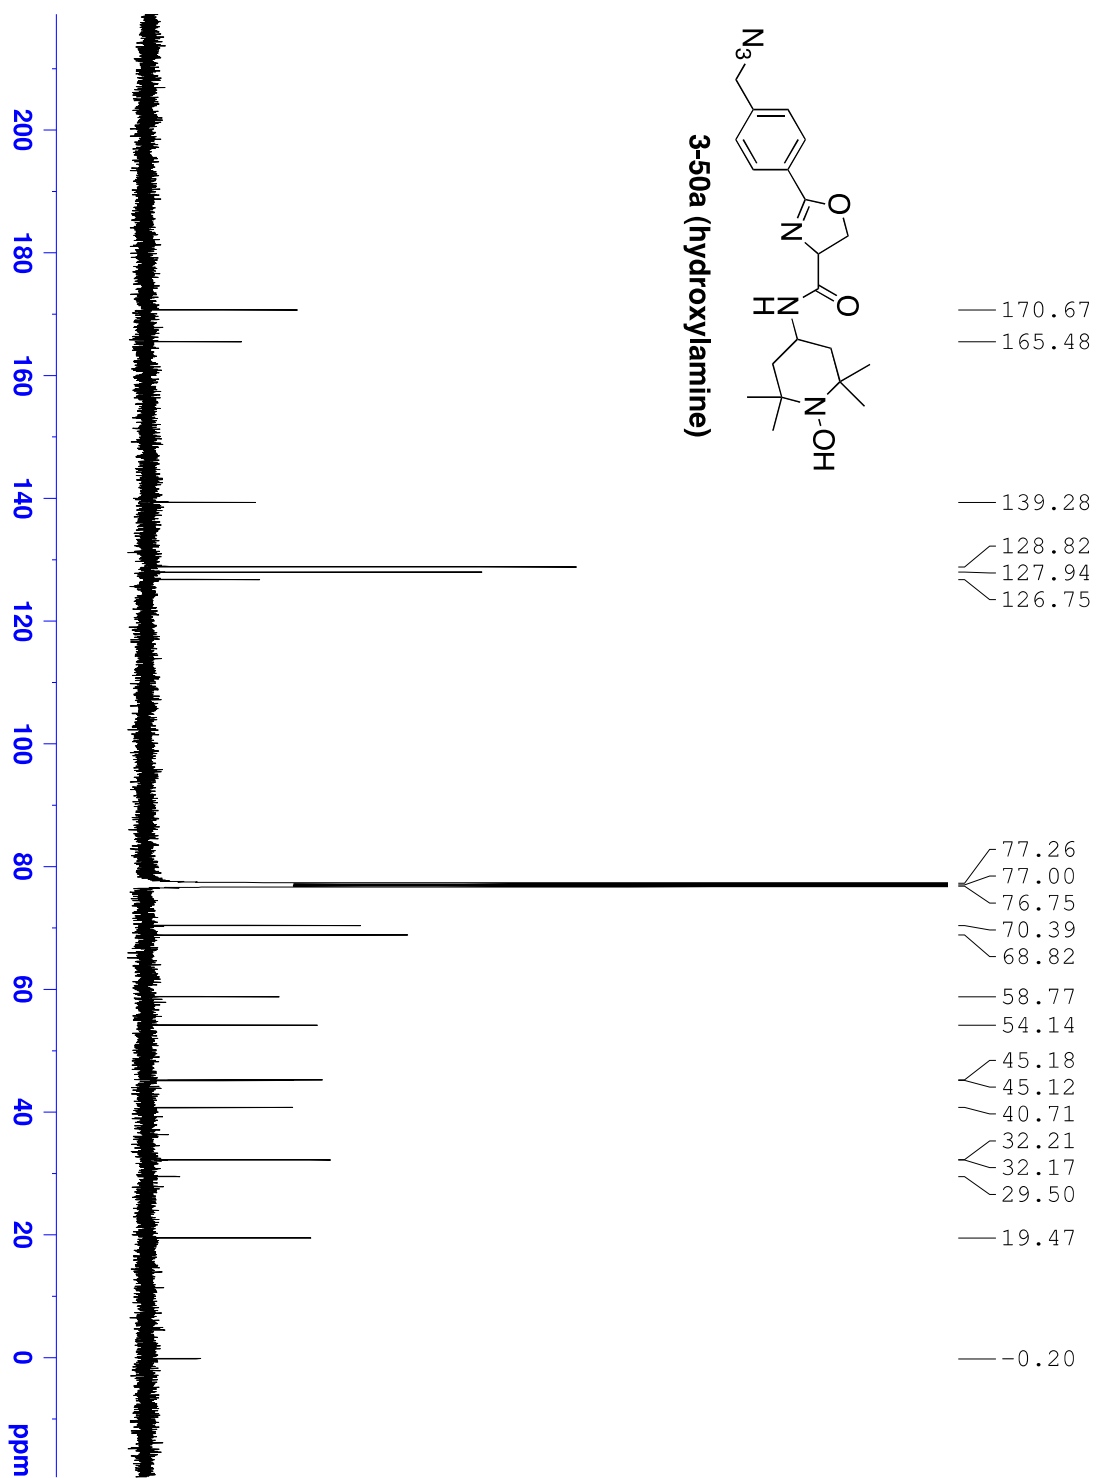 N3
O
N
O
N
H
N
OH
3-50a (hydroxylamine)
170.67
165.48
139.28
128.82
127.94
126.75
77.26
77.00
76.75
70.39
68.82
58.77
54.14
45.18
45.12
40.71
32.21
32.17
29.50
19.47
-0.20
200 180 160 140 120 100 80 60 40 20 0 ppm